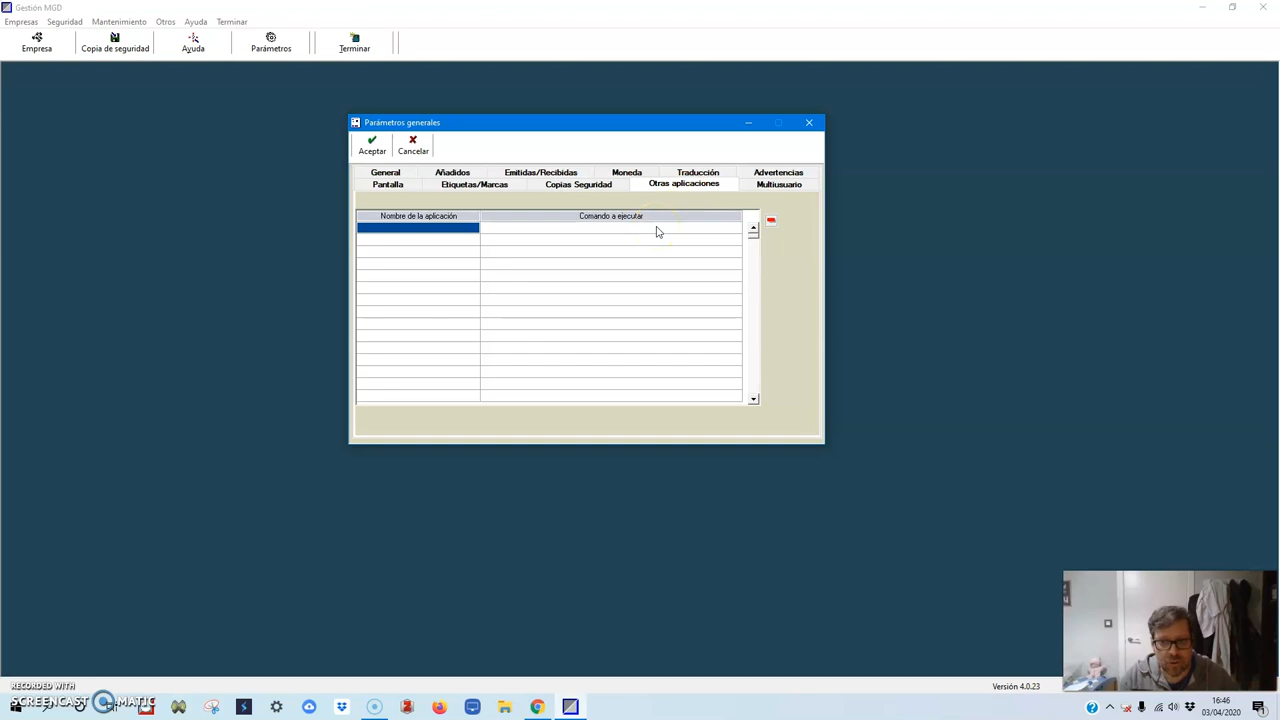 Gestión MGD
Empresas Seguridad Mantenimiento Otros Ayuda Terminar
Empresa Copia de seguridad Ayuda Parámetros Terminar
Parámetros generales
Aceptar Cancelar
General Añadidos Emitidas/Recibidas Moneda Traducción Advertencias
Pantalla Etiquetas/Marcas Copias Seguridad Otras aplicaciones Multiusuario
Nombre de la aplicación Comando a ejecutar
RECORDED WITH
SCREENCAST MATIC
Versión 4.0.23
16:46
03/04/2020